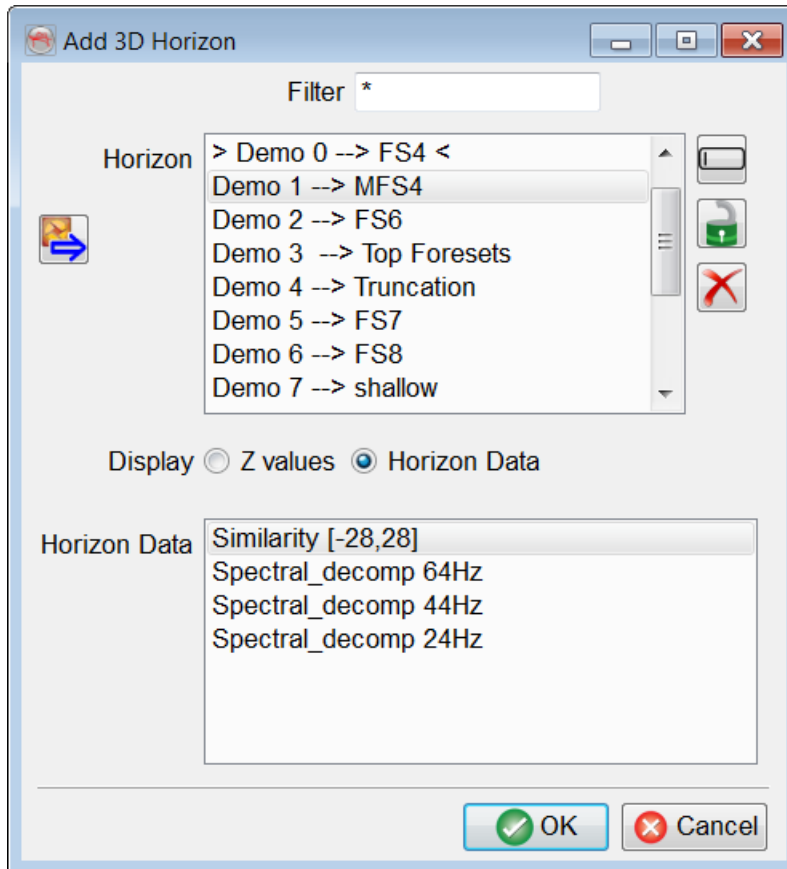 Add 3D Horizon
Filter *
Horizon
> Demo 0 --> FS4 <
Demo 1 --> MFS4
Demo 2 --> FS6
Demo 3  --> Top Foresets
Demo 4 --> Truncation
Demo 5 --> FS7
Demo 6 --> FS8
Demo 7 --> shallow
Display Z values Horizon Data
Horizon Data
Similarity [-28,28]
Spectral_decomp 64Hz
Spectral_decomp 44Hz
Spectral_decomp 24Hz
OK Cancel